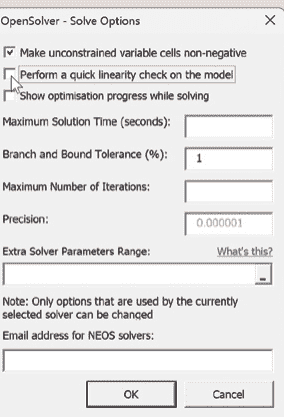 OpenSolver - Solve Options
Make unconstrained variable cells non-negative
Perform a quick linearity check on the model
Show optimisation progress while solving
Maximum Solution Time (seconds):
Branch and Bound Tolerance (%): 1
Maximum Number of Iterations:
Precision: 0.000001
Extra Solver Parameters Range: What's this?
Note: Only options that are used by the currently
selected solver can be changed
Email address for NEOS solvers:
OK Cancel